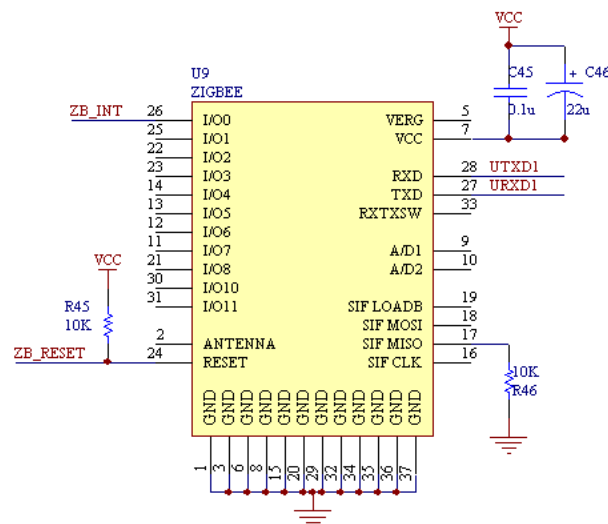 VCC
U9
ZIGBEE
C45
+ C46
0.1u
22u
ZB_INT 26 I/O0 VERG 5
25 I/O1 VCC 7
22 I/O2
23 I/O3 RXD 28 UTXD1
14 I/O4 TXD 27 URXD1
13 I/O5 RXTXSW 33
12 I/O6
11 I/O7 A/D1 9
21 I/O8 A/D2 10
30 I/O10
31 I/O11 SIF LOADB 19
SIF MOSI 18
2 ANTENNA SIF MISO 17
24 RESET SIF CLK 16
VCC
R45
10K
ZB_RESET
10K
R46
GND GND GND GND GND GND GND GND GND GND GND GND
1 3 6 8 15 20 29 32 34 35 36 37